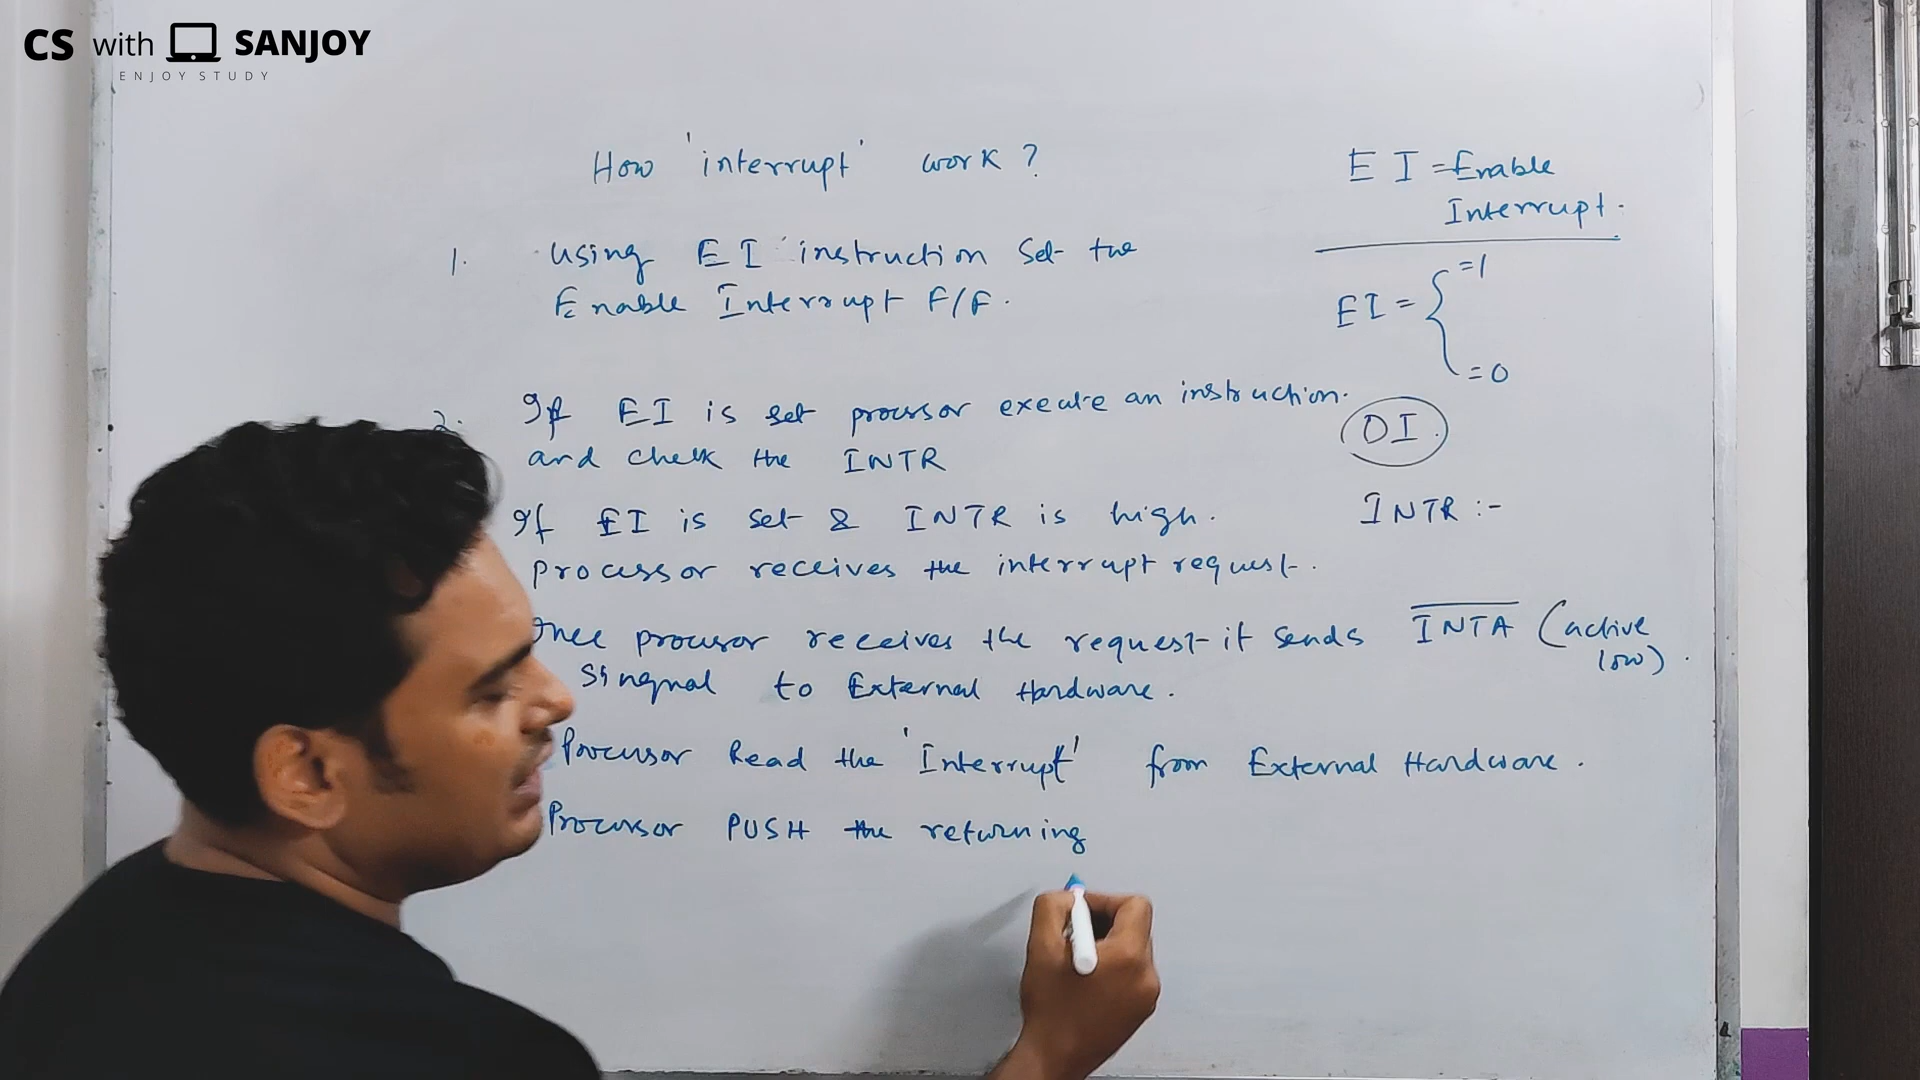 CS with SANJOY
ENJOY STUDY
How 'interrupt' work ?
1. Using EI instruction Set the
Enable Interrupt F/F.
2. If EI is set processor execute an instruction.
and check the INTR
If EI is set & INTR is high.
processor receives the interrupt request.
Once processor receives the request it sends INTA (active
low).
Singnal to External Hardware.
Processor Read the 'Interrupt' from External Hardware.
Processor PUSH the returning
EI = Enable
Interrupt.
EI = { =1
=0
DI.
INTR :-